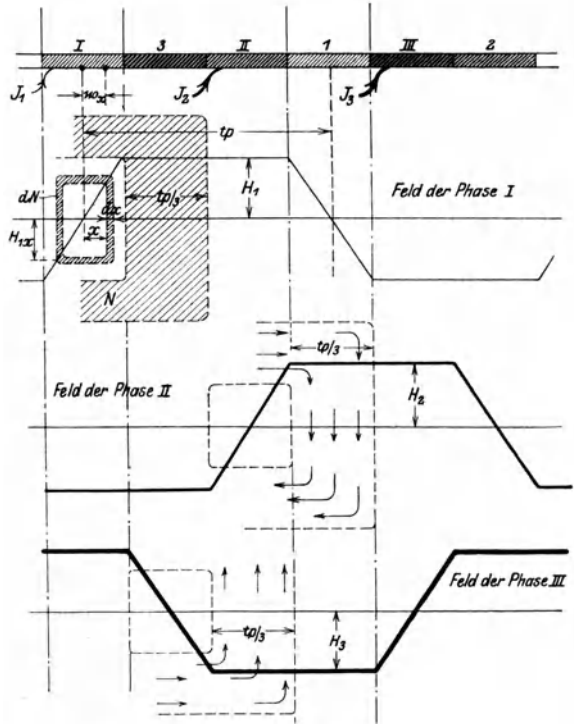 I 3 II 1 III 2
J1 J2 J3
wx
tp
dN tp/3 H1 Feld der Phase I
dx
H1x x
N
tp/3
Feld der Phase II H2
Feld der Phase III
tp/3 H3